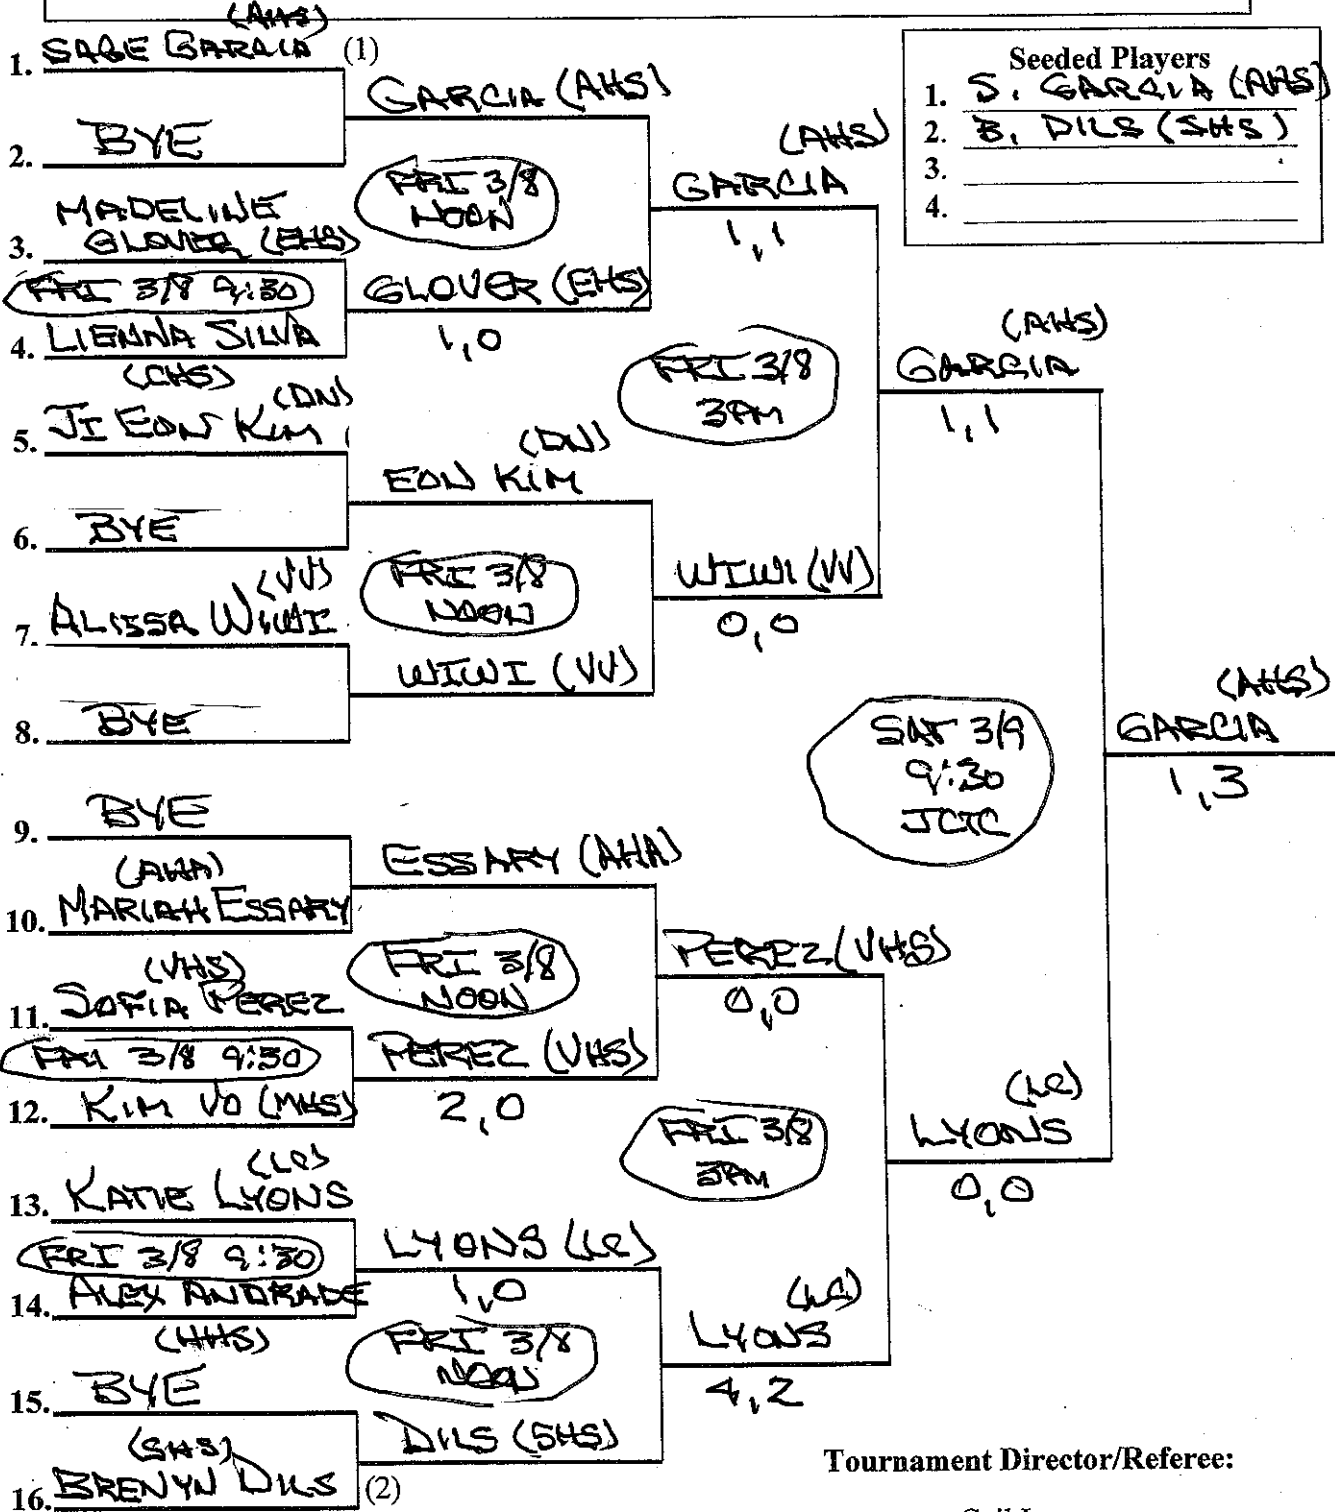 (AHS)
1. SAGE GARCIA (1)
2. BYE
MADELINE
3. GLOVER (EHS)
FRI 3/8 9:30
4. LIENNA SILVA
(CHS)
(DN)
5. JI EON KIM
6. BYE
(VV)
7. ALISSA WIWI
8. BYE
9. BYE
(AHA)
10. MARIAH ESSARY
(VHS)
11. SOFIA PEREZ
FRI 3/8 9:30
12. KIM VO (MHS)
(LC)
13. KATIE LYONS
FRI 3/8 9:30
14. ALEX ANDRADE
(HHS)
15. BYE
(SHS)
16. BRENYN DILS (2)
GARCIA (AHS)
FRI 3/8
NOON
GLOVER (EHS)
1,0
(DN)
EON KIM
FRI 3/8
NOON
WIWI (VV)
ESSARY (AHA)
FRI 3/8
NOON
PEREZ (VHS)
2,0
LYONS (LC)
1,0
FRI 3/8
NOON
DILS (SHS)
(AHS)
GARCIA
1,1
FRI 3/8
3PM
WIWI (VV)
0,0
PEREZ (VHS)
0,0
FRI 3/8
3PM
(LC)
LYONS
4,2
(AHS)
GARCIA
1,1
SAT 3/9
9:30
JCTC
(LC)
LYONS
0,0
(AHS)
GARCIA
1,3
Seeded Players
1. S. GARCIA (AHS)
2. B. DILS (SHS)
3.
4.
Tournament Director/Referee: